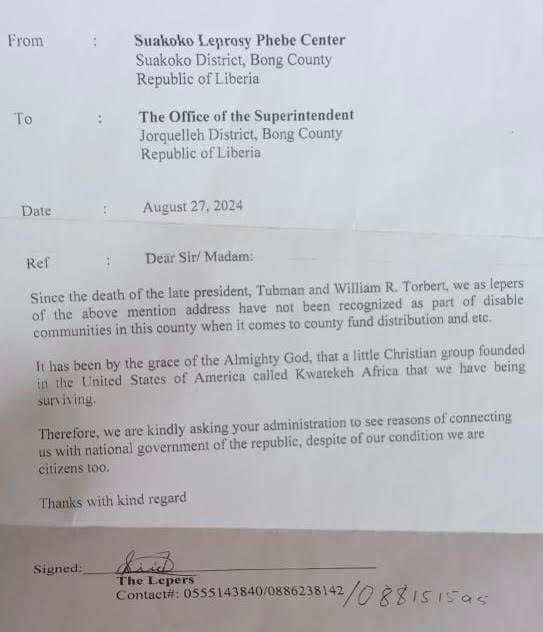 From : Suakoko Leprosy Phebe Center
Suakoko District, Bong County
Republic of Liberia
To : The Office of the Superintendent
Jorquelleh District, Bong County
Republic of Liberia
Date : August 27, 2024
Ref : Dear Sir/ Madam:
Since the death of the late president, Tubman and William R. Torbert, we as lepers
of the above mention address have not been recognized as part of disable
communities in this county when it comes to county fund distribution and etc.
It has been by the grace of the Almighty God, that a little Christian group founded
in the United States of America called Kwatekeh Africa that we have being
surviving.
Therefore, we are kindly asking your administration to see reasons of connecting
us with national government of the republic, despite of our condition we are
citizens too.
Thanks with kind regard
Signed:
The Lepers
Contact#: 0555143840/0886238142/